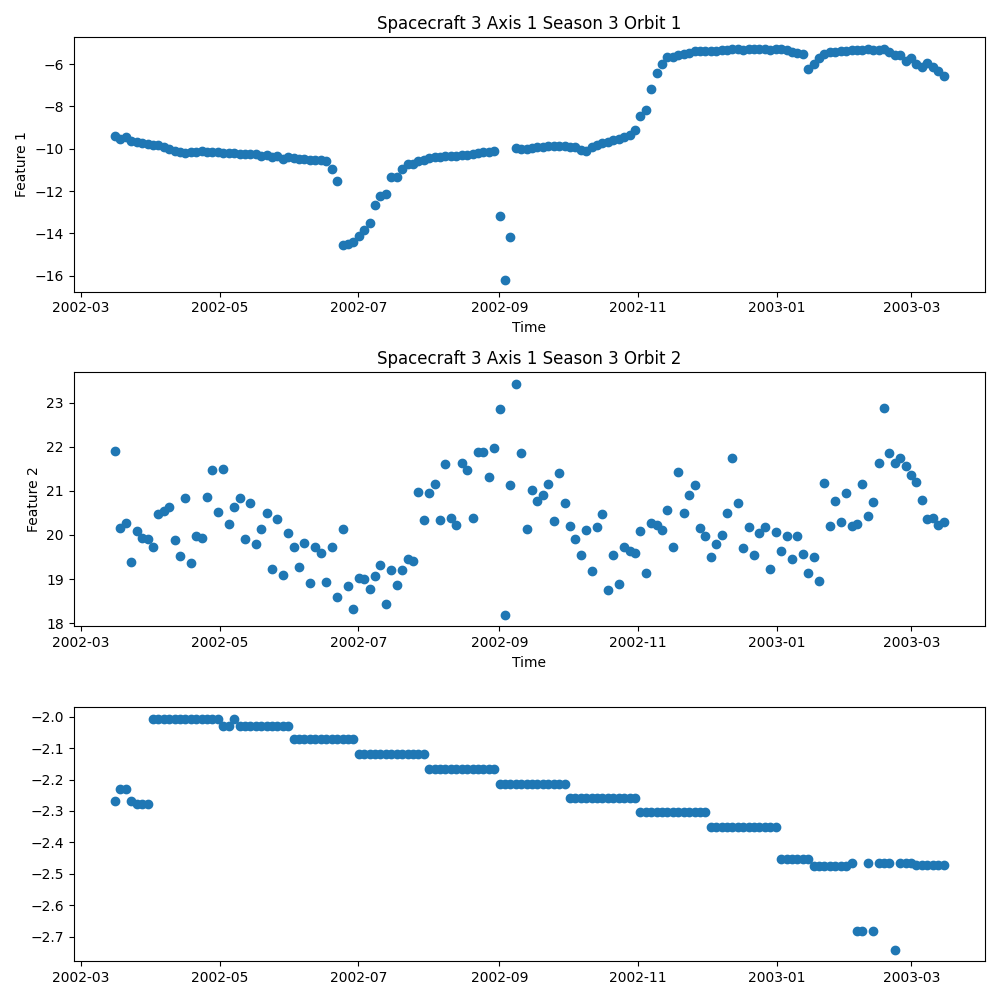 Spacecraft 3 Axis 1 Season 3 Orbit 1
Feature 1
−6
−8
−10
−12
−14
−16
2002-03 2002-05 2002-07 2002-09 2002-11 2003-01 2003-03
Time
Spacecraft 3 Axis 1 Season 3 Orbit 2
Feature 2
23
22
21
20
19
18
2002-03 2002-05 2002-07 2002-09 2002-11 2003-01 2003-03
Time
−2.0
−2.1
−2.2
−2.3
−2.4
−2.5
−2.6
−2.7
2002-03 2002-05 2002-07 2002-09 2002-11 2003-01 2003-03